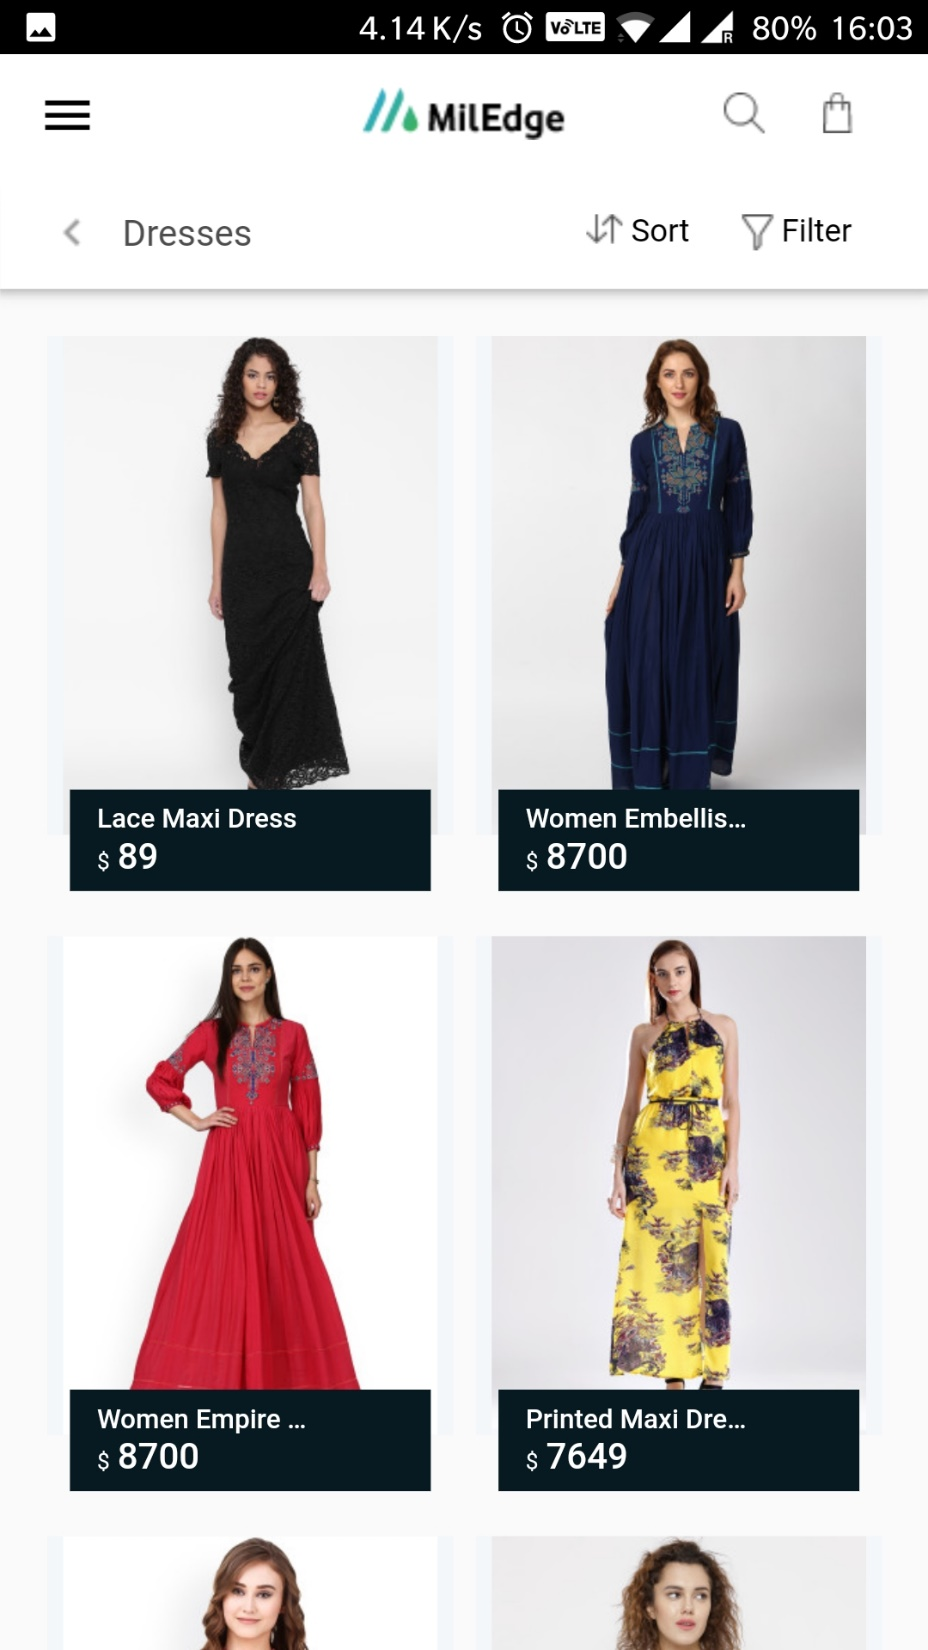 4.14 K/s VoLTE R 80% 16:03
MilEdge
Dresses Sort Filter
Lace Maxi Dress
$ 89
Women Embellis...
$ 8700
Women Empire ...
$ 8700
Printed Maxi Dre...
$ 7649